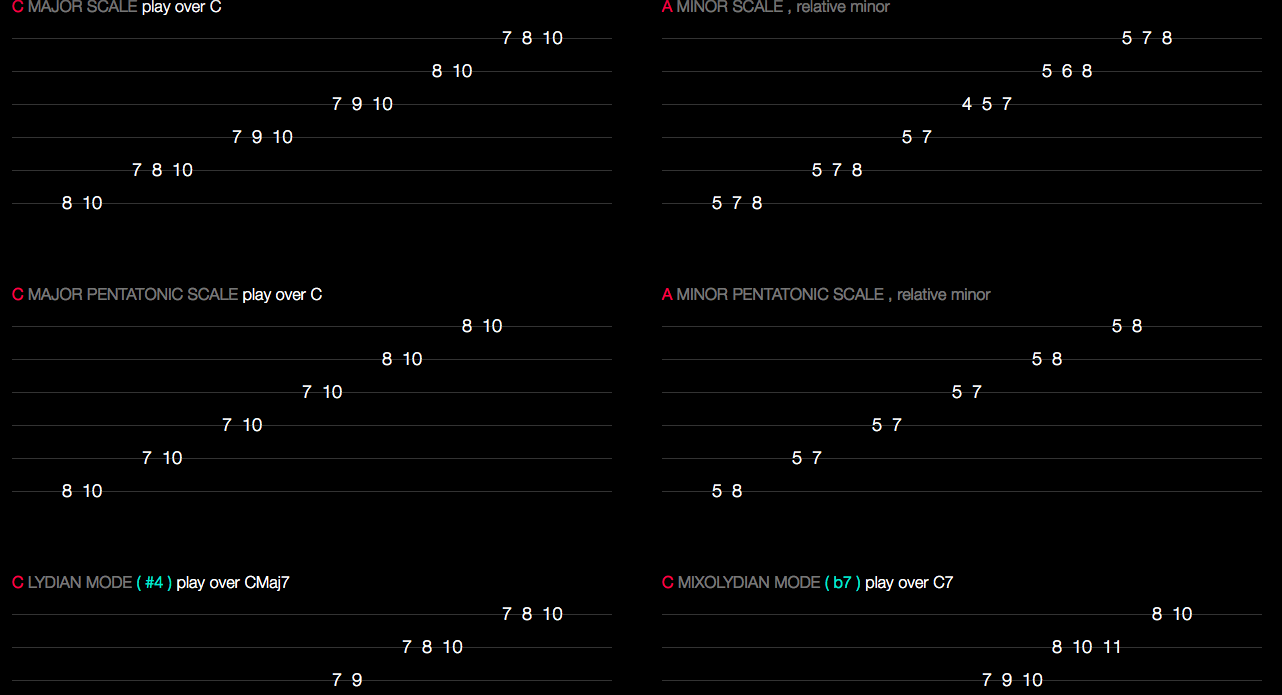 C MAJOR SCALE play over C
7 8 10
8 10
7 9 10
7 9 10
7 8 10
8 10
A MINOR SCALE , relative minor
5 7 8
5 6 8
4 5 7
5 7
5 7 8
5 7 8
C MAJOR PENTATONIC SCALE play over C
8 10
8 10
7 10
7 10
7 10
8 10
A MINOR PENTATONIC SCALE , relative minor
5 8
5 8
5 7
5 7
5 7
5 8
C LYDIAN MODE ( #4 ) play over CMaj7
7 8 10
7 8 10
7 9
C MIXOLYDIAN MODE ( b7 ) play over C7
8 10
8 10 11
7 9 10